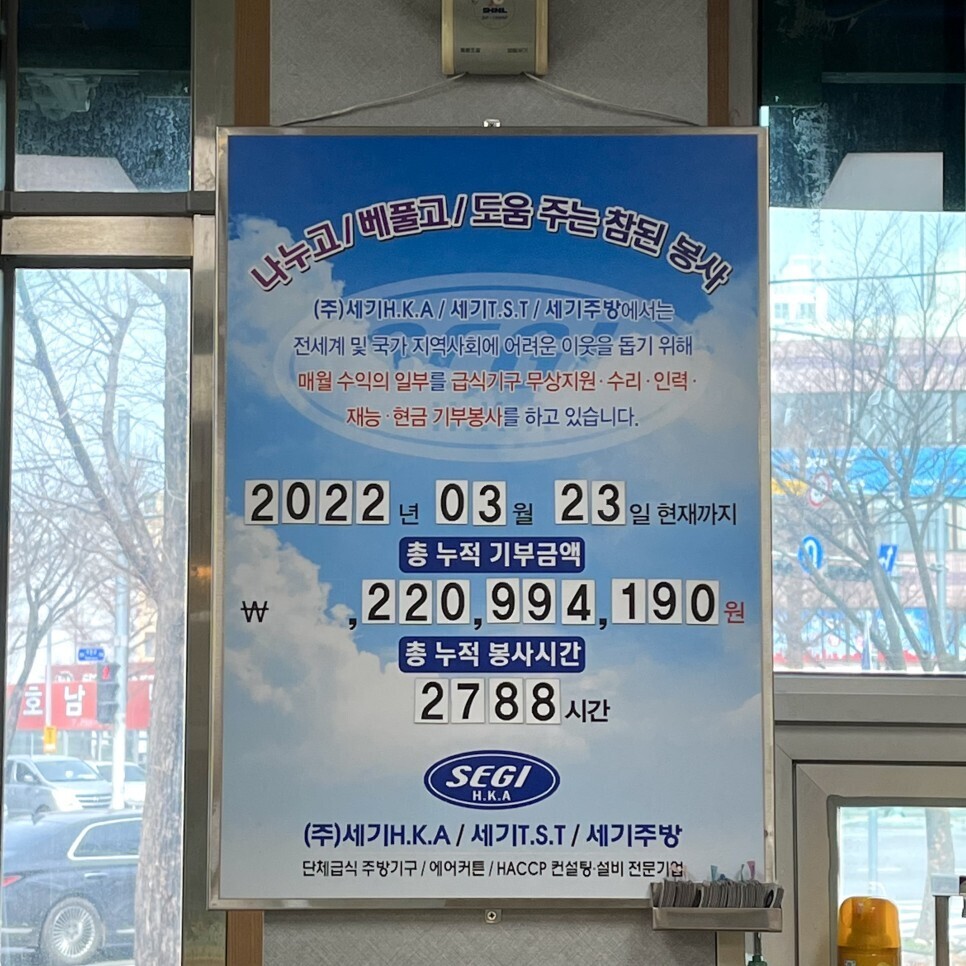 SHINIL
나누고/베풀고/도움 주는 참된 봉사
(주)세기H.K.A / 세기T.S.T / 세기주방에서는
전세계 및 국가 지역사회에 어려운 이웃을 돕기 위해
매월 수익의 일부를 급식기구 무상지원·수리·인력·
재능·현금 기부봉사를 하고 있습니다.
2022년 03월 23일 현재까지
총 누적 기부금액
₩ ,220,994,190원
총 누적 봉사시간
2788시간
SEGI
H.K.A
(주)세기H.K.A / 세기T.S.T / 세기주방
단체급식 주방기구 / 에어커튼 / HACCP 컨설팅·설비 전문기업
호남